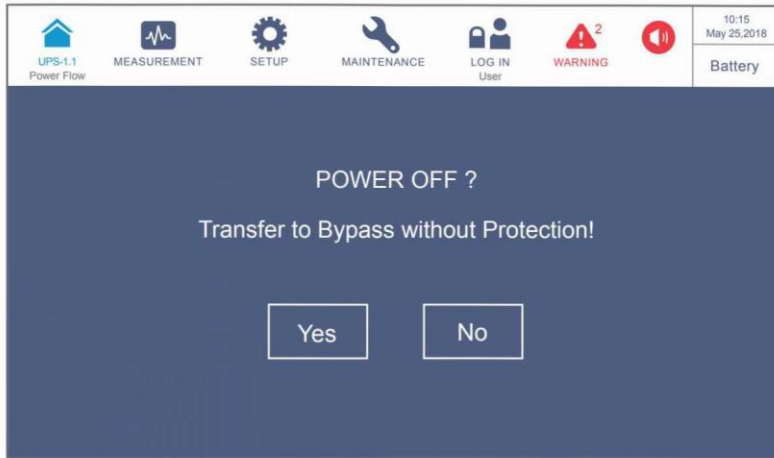 UPS-1.1
Power Flow
MEASUREMENT
SETUP
MAINTENANCE
LOG IN
User
2
WARNING
10:15
May 25,2018
Battery
POWER OFF ?
Transfer to Bypass without Protection!
Yes
No